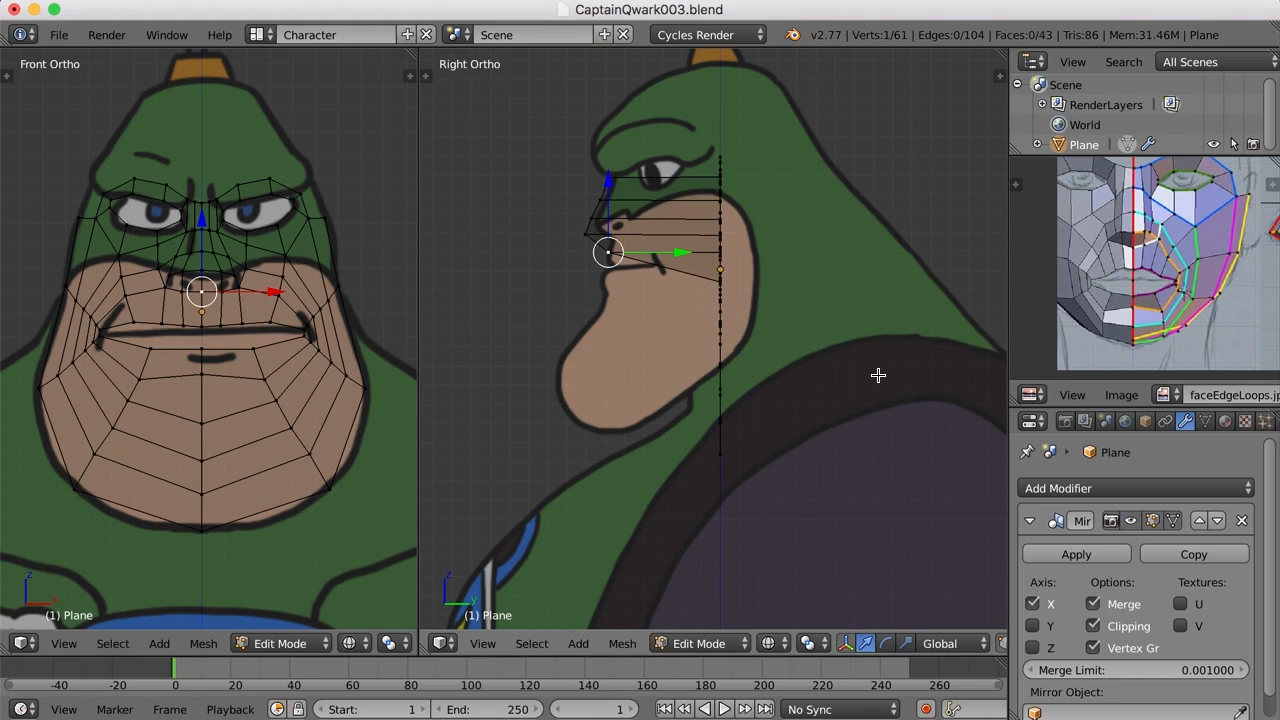 CaptainQwark003.blend
File Render Window Help Character Scene Cycles Render v2.77 | Verts:1/61 | Edges:0/104 | Faces:0/43 | Tris:86 | Mem:31.46M | Plane
Front Ortho
Right Ortho
View Search All Scenes
Scene
RenderLayers
World
Plane
View Image faceEdgeLoops.jp
Plane
Add Modifier
Mir
Apply Copy
Axis: Options: Textures:
X Merge U
Y Clipping V
Z Vertex Gr
Merge Limit: 0.001000
Mirror Object:
z
x
(1) Plane
z
y
(1) Plane
View Select Add Mesh Edit Mode
View Select Add Mesh Edit Mode Global
-40 -20 0 20 40 60 80 100 120 140 160 180 200 220 240 260
View Marker Frame Playback Start: 1 End: 250 1 No Sync